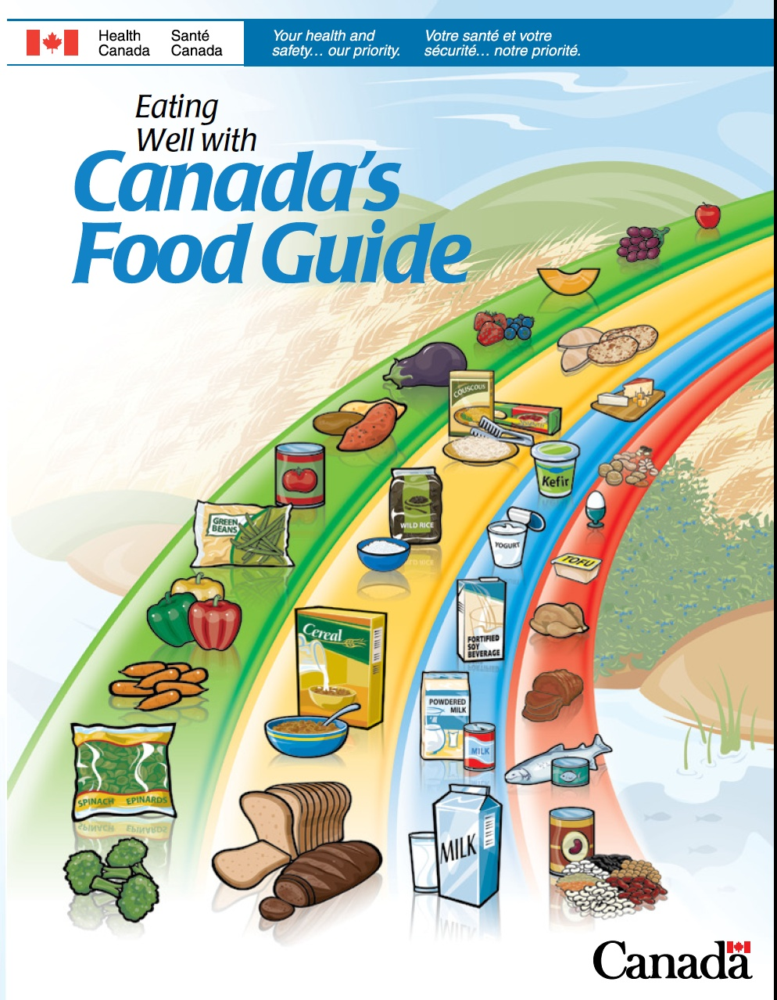 Health
Canada
Santé
Canada
Your health and
safety... our priority.
Votre santé et votre
sécurité... notre priorité.
Eating
Well with
Canada's
Food Guide
COUSCOUS
Kefir
WILD RICE
YOGURT
GREEN
BEANS
TOFU
Cereal
FORTIFIED
SOY
BEVERAGE
POWDERED
MILK
MILK
SPINACH EPINARDS
MILK
Canada